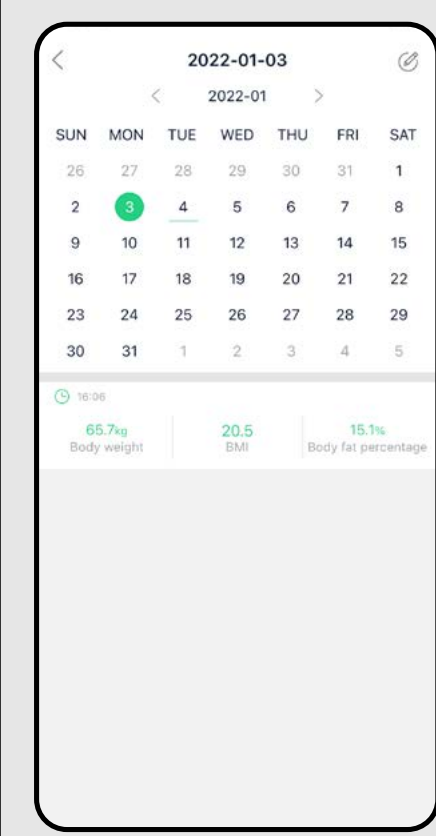 2022-01-03
2022-01
SUN MON TUE WED THU FRI SAT
26 27 28 29 30 31 1
2 3 4 5 6 7 8
9 10 11 12 13 14 15
16 17 18 19 20 21 22
23 24 25 26 27 28 29
30 31 1 2 3 4 5
16:06
65.7kg 20.5 15.1%
Body weight BMI Body fat percentage